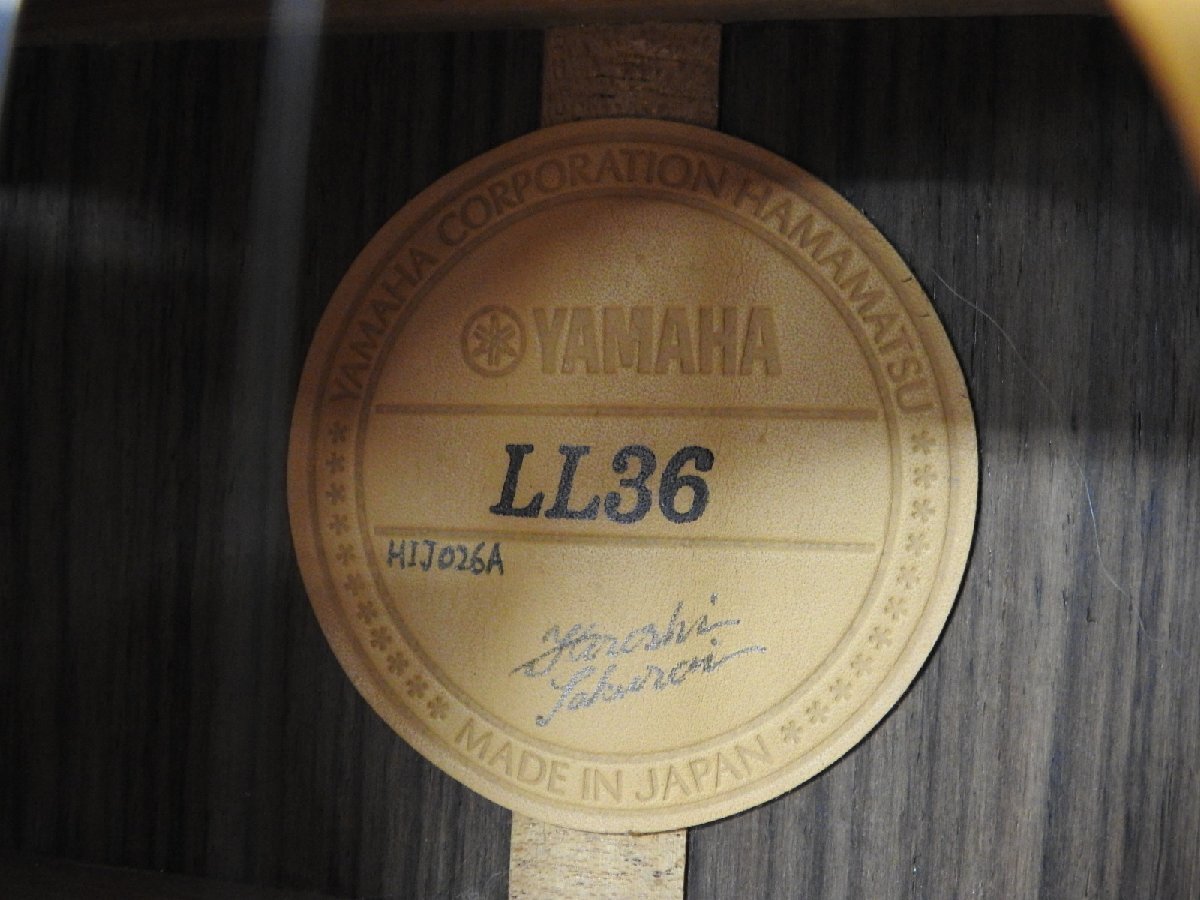 YAMAHA CORPORATION HAMAMATSU
YAMAHA
LL36
HIJ026A
Hiroshi
Sakurai
MADE IN JAPAN